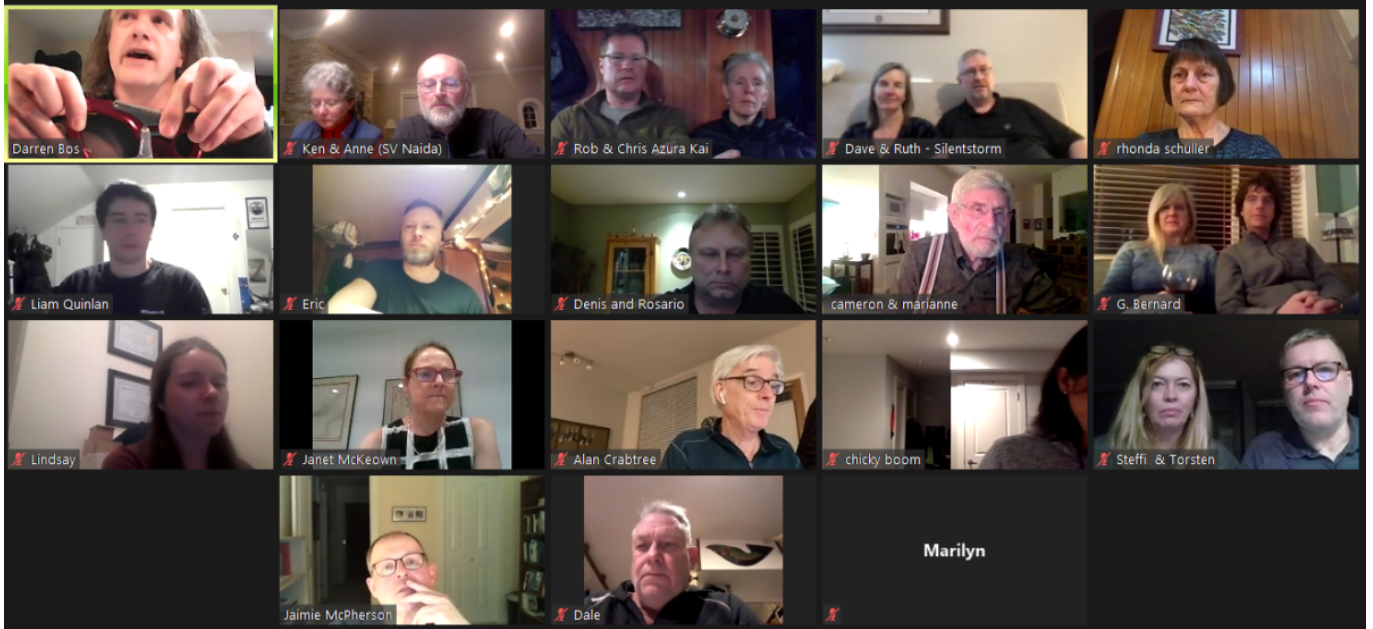 Darren Bos
Ken & Anne (SV Naida)
Rob & Chris Azura Kai
Dave & Ruth - Silentstorm
rhonda schuller
Liam Quinlan
Eric
Denis and Rosario
cameron & marianne
G. Bernard
Lindsay
Janet McKeown
Alan Crabtree
chicky boom
Steffi & Torsten
Jaimie McPherson
Dale
Marilyn